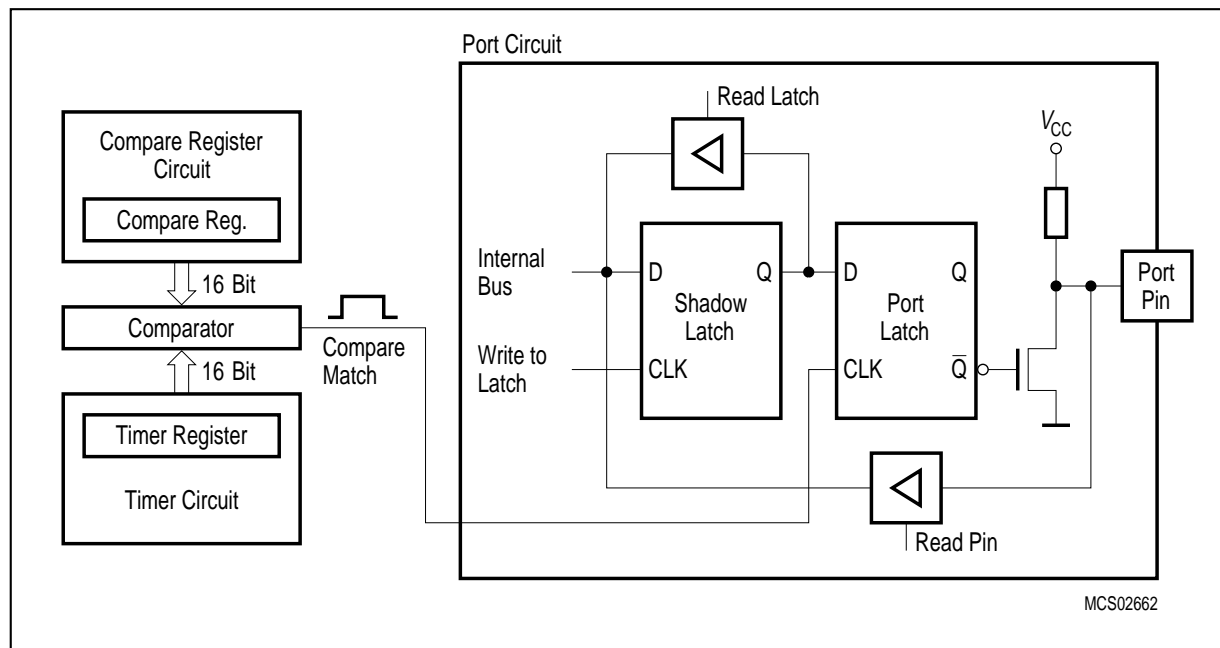 Port Circuit
Compare Register
Circuit
Compare Reg.
16 Bit
Comparator
16 Bit
Timer Register
Timer Circuit
Compare
Match
Read Latch
Internal
Bus
Write to
Latch
D
Q
Shadow
Latch
CLK
D
Q
Port
Latch
CLK
Q̅
VCC
Port
Pin
Read Pin
MCS02662